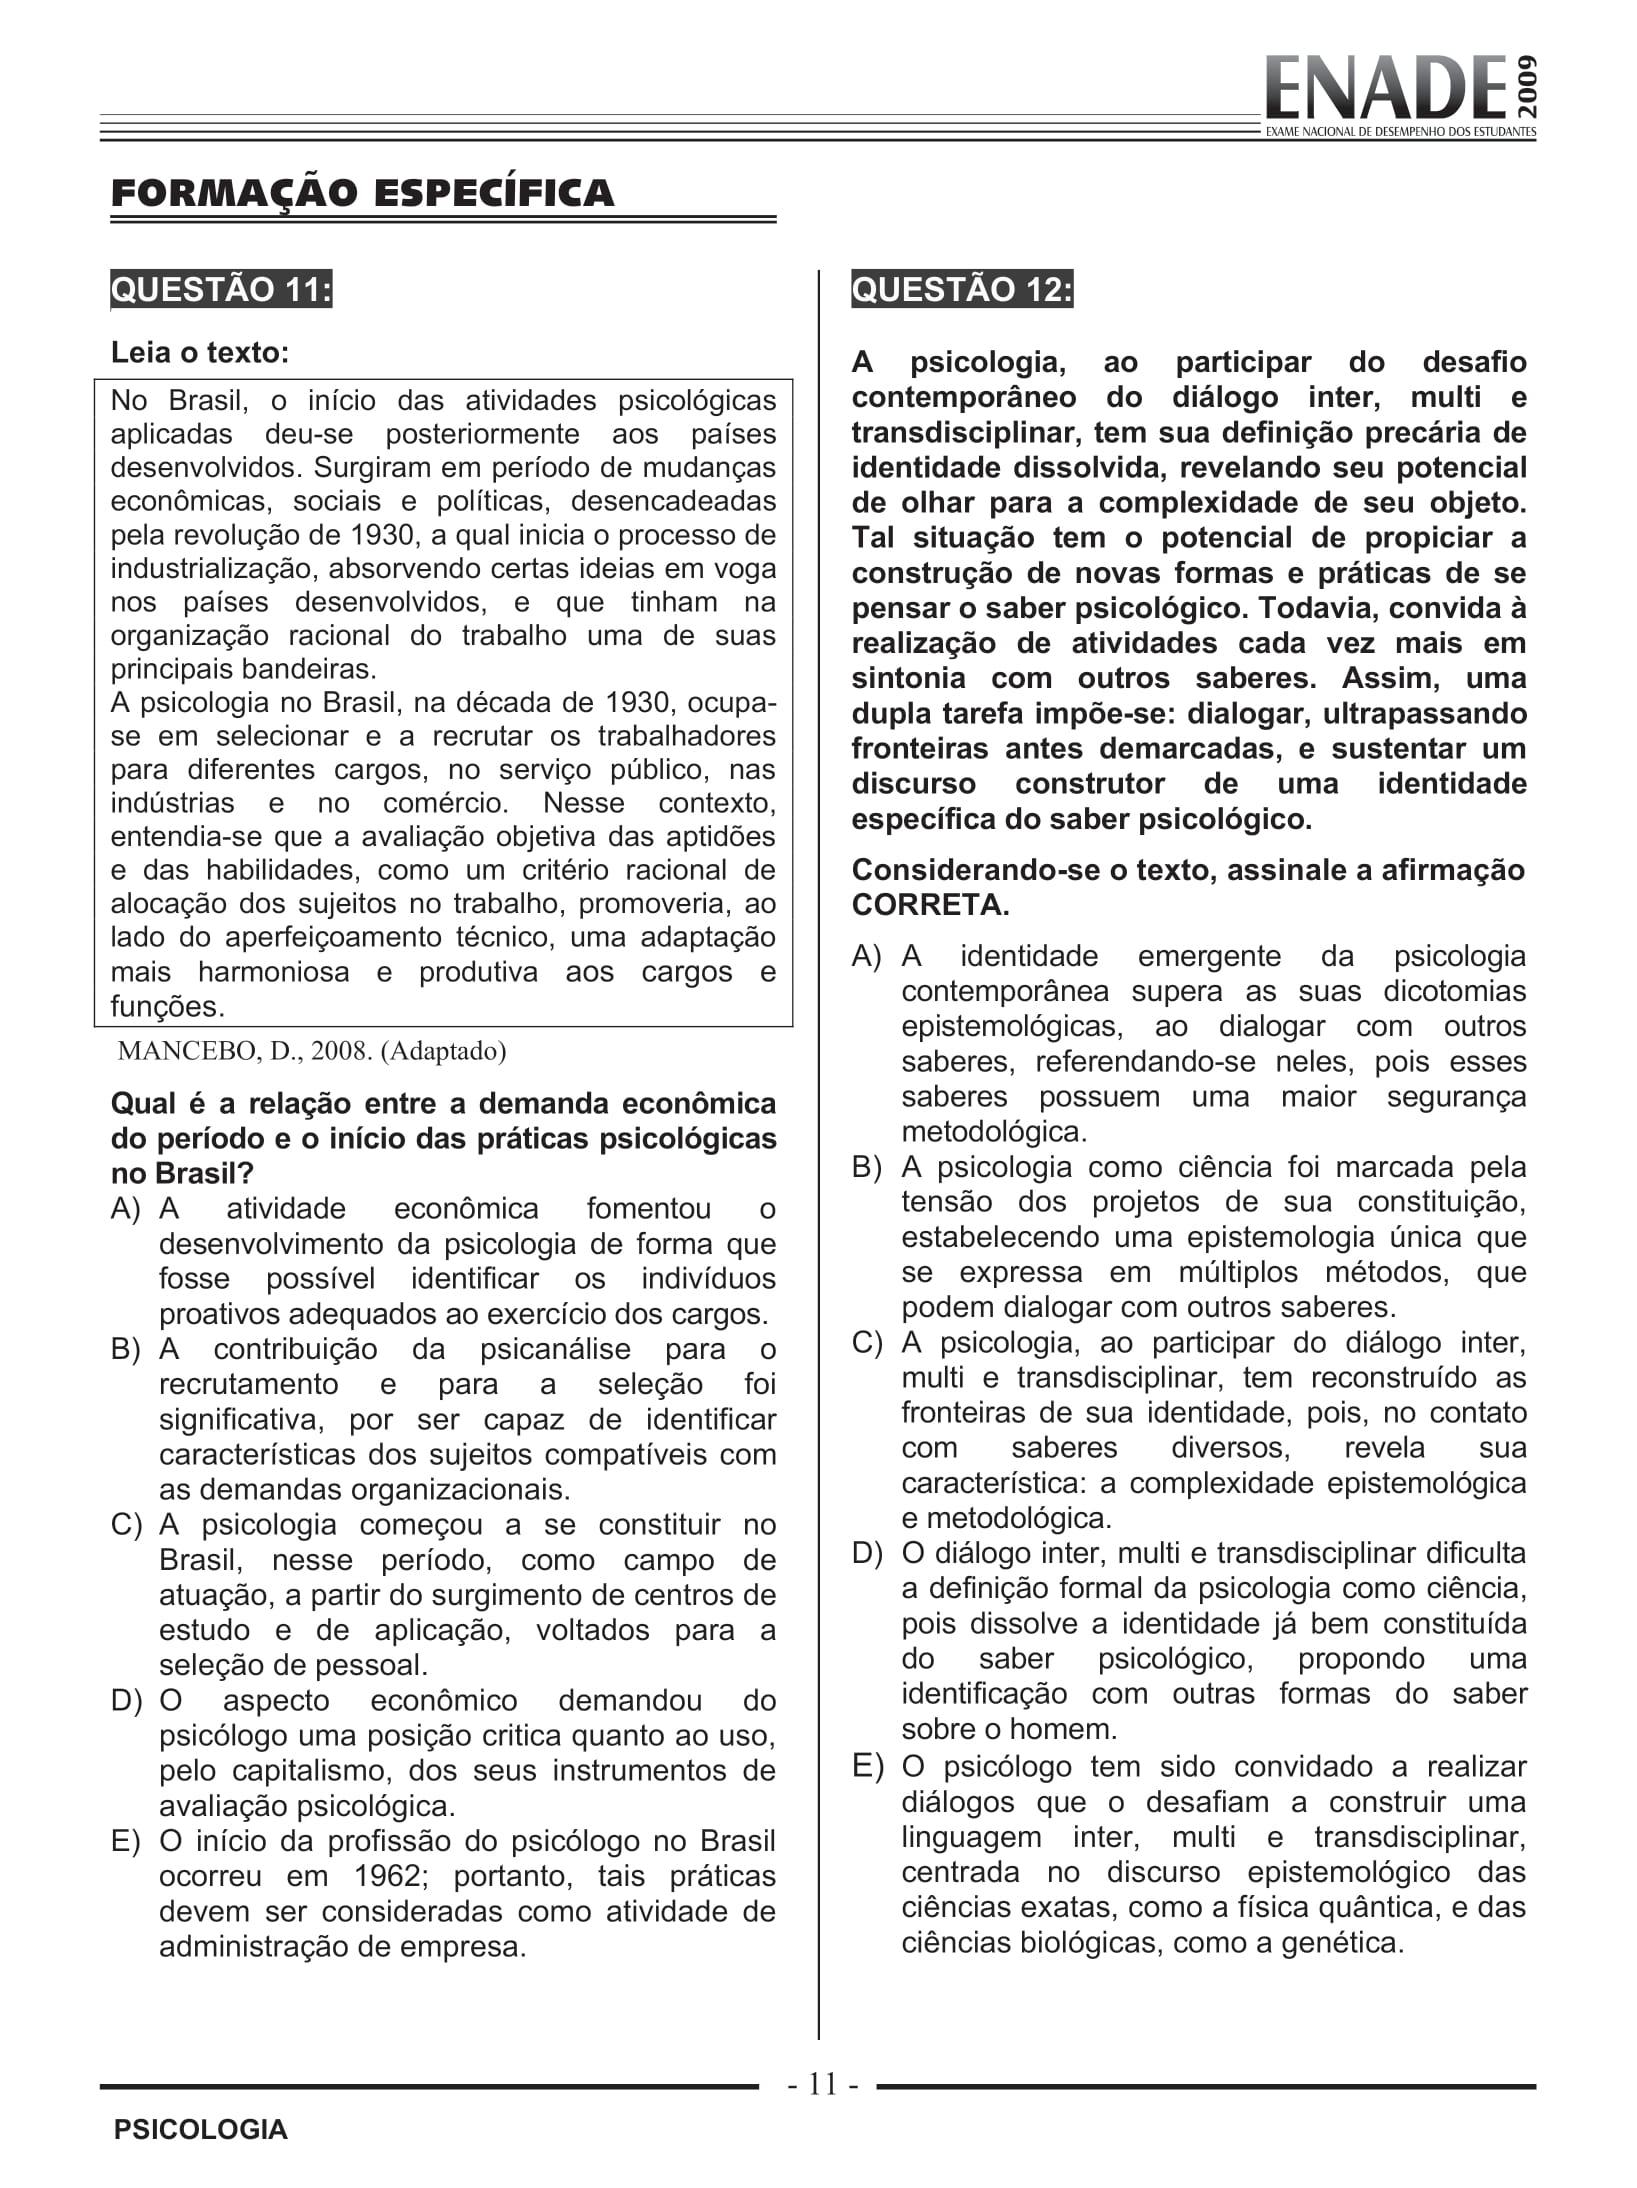 ENADE 2009
EXAME NACIONAL DE DESEMPENHO DOS ESTUDANTES
FORMAÇÃO ESPECÍFICA
QUESTÃO 11:
Leia o texto:
No Brasil, o início das atividades psicológicas
aplicadas deu-se posteriormente aos países
desenvolvidos. Surgiram em período de mudanças
econômicas, sociais e políticas, desencadeadas
pela revolução de 1930, a qual inicia o processo de
industrialização, absorvendo certas ideias em voga
nos países desenvolvidos, e que tinham na
organização racional do trabalho uma de suas
principais bandeiras.
A psicologia no Brasil, na década de 1930, ocupa-
se em selecionar e a recrutar os trabalhadores
para diferentes cargos, no serviço público, nas
indústrias e no comércio. Nesse contexto,
entendia-se que a avaliação objetiva das aptidões
e das habilidades, como um critério racional de
alocação dos sujeitos no trabalho, promoveria, ao
lado do aperfeiçoamento técnico, uma adaptação
mais harmoniosa e produtiva aos cargos e
funções.
MANCEBO, D., 2008. (Adaptado)
Qual é a relação entre a demanda econômica
do período e o início das práticas psicológicas
no Brasil?
A) A atividade econômica fomentou o
desenvolvimento da psicologia de forma que
fosse possível identificar os indivíduos
proativos adequados ao exercício dos cargos.
B) A contribuição da psicanálise para o
recrutamento e para a seleção foi
significativa, por ser capaz de identificar
características dos sujeitos compatíveis com
as demandas organizacionais.
C) A psicologia começou a se constituir no
Brasil, nesse período, como campo de
atuação, a partir do surgimento de centros de
estudo e de aplicação, voltados para a
seleção de pessoal.
D) O aspecto econômico demandou do
psicólogo uma posição critica quanto ao uso,
pelo capitalismo, dos seus instrumentos de
avaliação psicológica.
E) O início da profissão do psicólogo no Brasil
ocorreu em 1962; portanto, tais práticas
devem ser consideradas como atividade de
administração de empresa.
QUESTÃO 12:
A psicologia, ao participar do desafio
contemporâneo do diálogo inter, multi e
transdisciplinar, tem sua definição precária de
identidade dissolvida, revelando seu potencial
de olhar para a complexidade de seu objeto.
Tal situação tem o potencial de propiciar a
construção de novas formas e práticas de se
pensar o saber psicológico. Todavia, convida à
realização de atividades cada vez mais em
sintonia com outros saberes. Assim, uma
dupla tarefa impõe-se: dialogar, ultrapassando
fronteiras antes demarcadas, e sustentar um
discurso construtor de uma identidade
específica do saber psicológico.
Considerando-se o texto, assinale a afirmação
CORRETA.
A) A identidade emergente da psicologia
contemporânea supera as suas dicotomias
epistemológicas, ao dialogar com outros
saberes, referendando-se neles, pois esses
saberes possuem uma maior segurança
metodológica.
B) A psicologia como ciência foi marcada pela
tensão dos projetos de sua constituição,
estabelecendo uma epistemologia única que
se expressa em múltiplos métodos, que
podem dialogar com outros saberes.
C) A psicologia, ao participar do diálogo inter,
multi e transdisciplinar, tem reconstruído as
fronteiras de sua identidade, pois, no contato
com saberes diversos, revela sua
característica: a complexidade epistemológica
e metodológica.
D) O diálogo inter, multi e transdisciplinar dificulta
a definição formal da psicologia como ciência,
pois dissolve a identidade já bem constituída
do saber psicológico, propondo uma
identificação com outras formas do saber
sobre o homem.
E) O psicólogo tem sido convidado a realizar
diálogos que o desafiam a construir uma
linguagem inter, multi e transdisciplinar,
centrada no discurso epistemológico das
ciências exatas, como a física quântica, e das
ciências biológicas, como a genética.
- 11 -
PSICOLOGIA